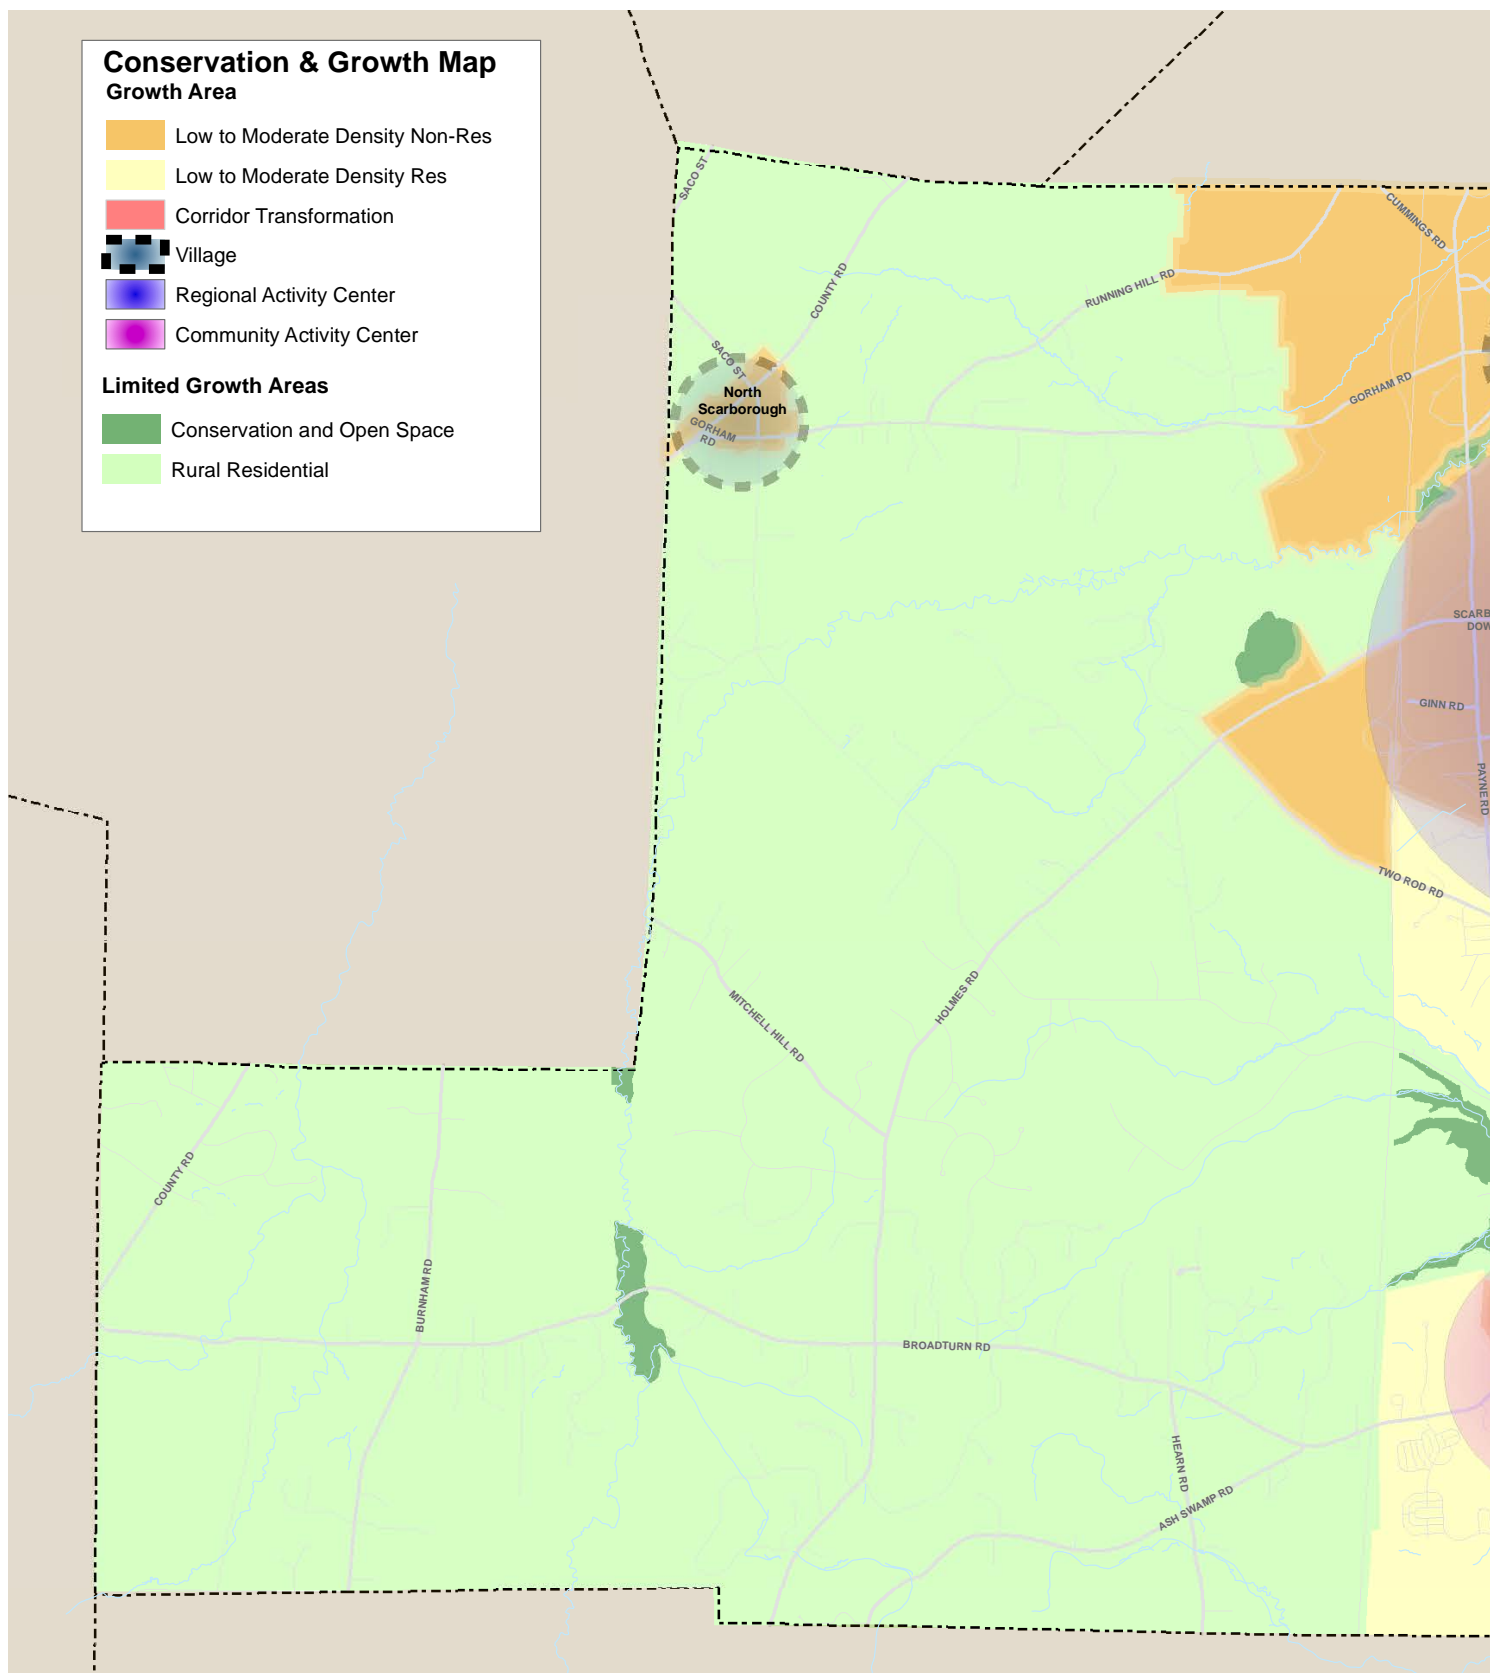 Conservation & Growth Map
Growth Area
Low to Moderate Density Non-Res
Low to Moderate Density Res
Corridor Transformation
Village
Regional Activity Center
Community Activity Center
Limited Growth Areas
Conservation and Open Space
Rural Residential
SACO ST
CUMMINGS RD
COUNTY RD
RUNNING HILL RD
SACO ST
North
Scarborough
GORHAM RD
GORHAM
RD
SCARB
DOW
GINN RD
PAYNE RD
TWO ROD RD
HOLMES RD
MITCHELL HILL RD
COUNTY RD
BURNHAM RD
BROADTURN RD
HEARN RD
ASH SWAMP RD